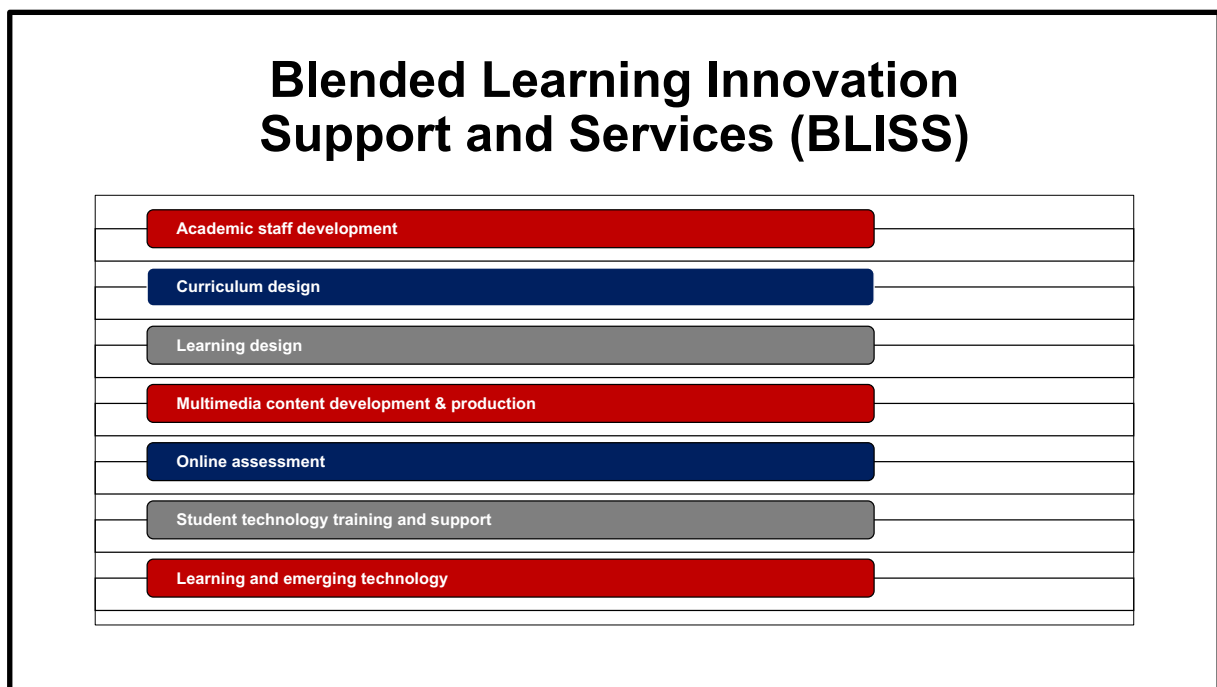 Blended Learning Innovation
Support and Services (BLISS)
Academic staff development
Curriculum design
Learning design
Multimedia content development & production
Online assessment
Student technology training and support
Learning and emerging technology